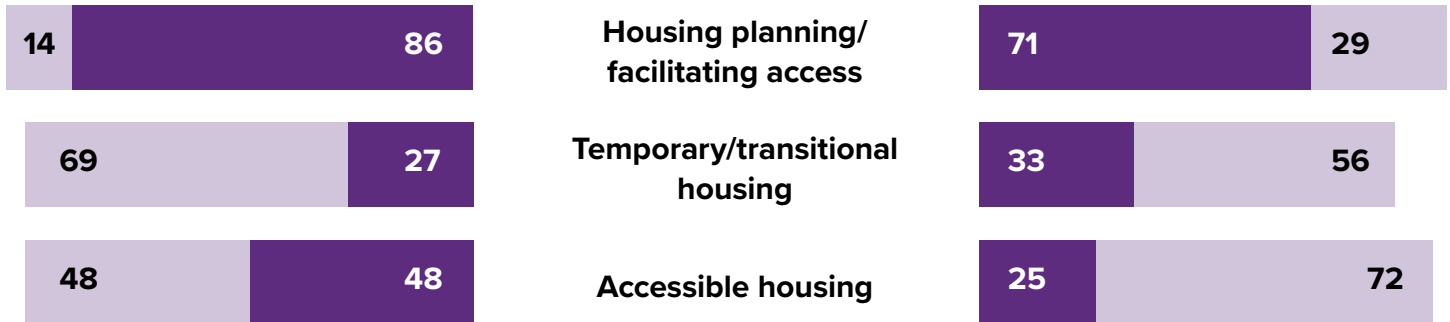 14 86 Housing planning/ 71 29
facilitating access
69 27 Temporary/transitional 33 56
housing
48 48 Accessible housing 25 72